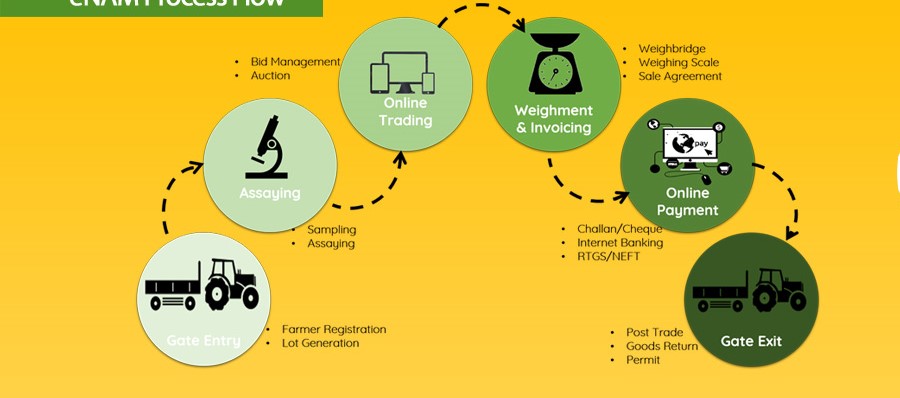 eNAM Process Flow
Gate Entry
Farmer Registration
Lot Generation
Assaying
Sampling
Assaying
Online
Trading
Bid Management
Auction
Weighment
& Invoicing
Weighbridge
Weighing Scale
Sale Agreement
pay
Online
Payment
Challan/Cheque
Internet Banking
RTGS/NEFT
Gate Exit
Post Trade
Goods Return
Permit